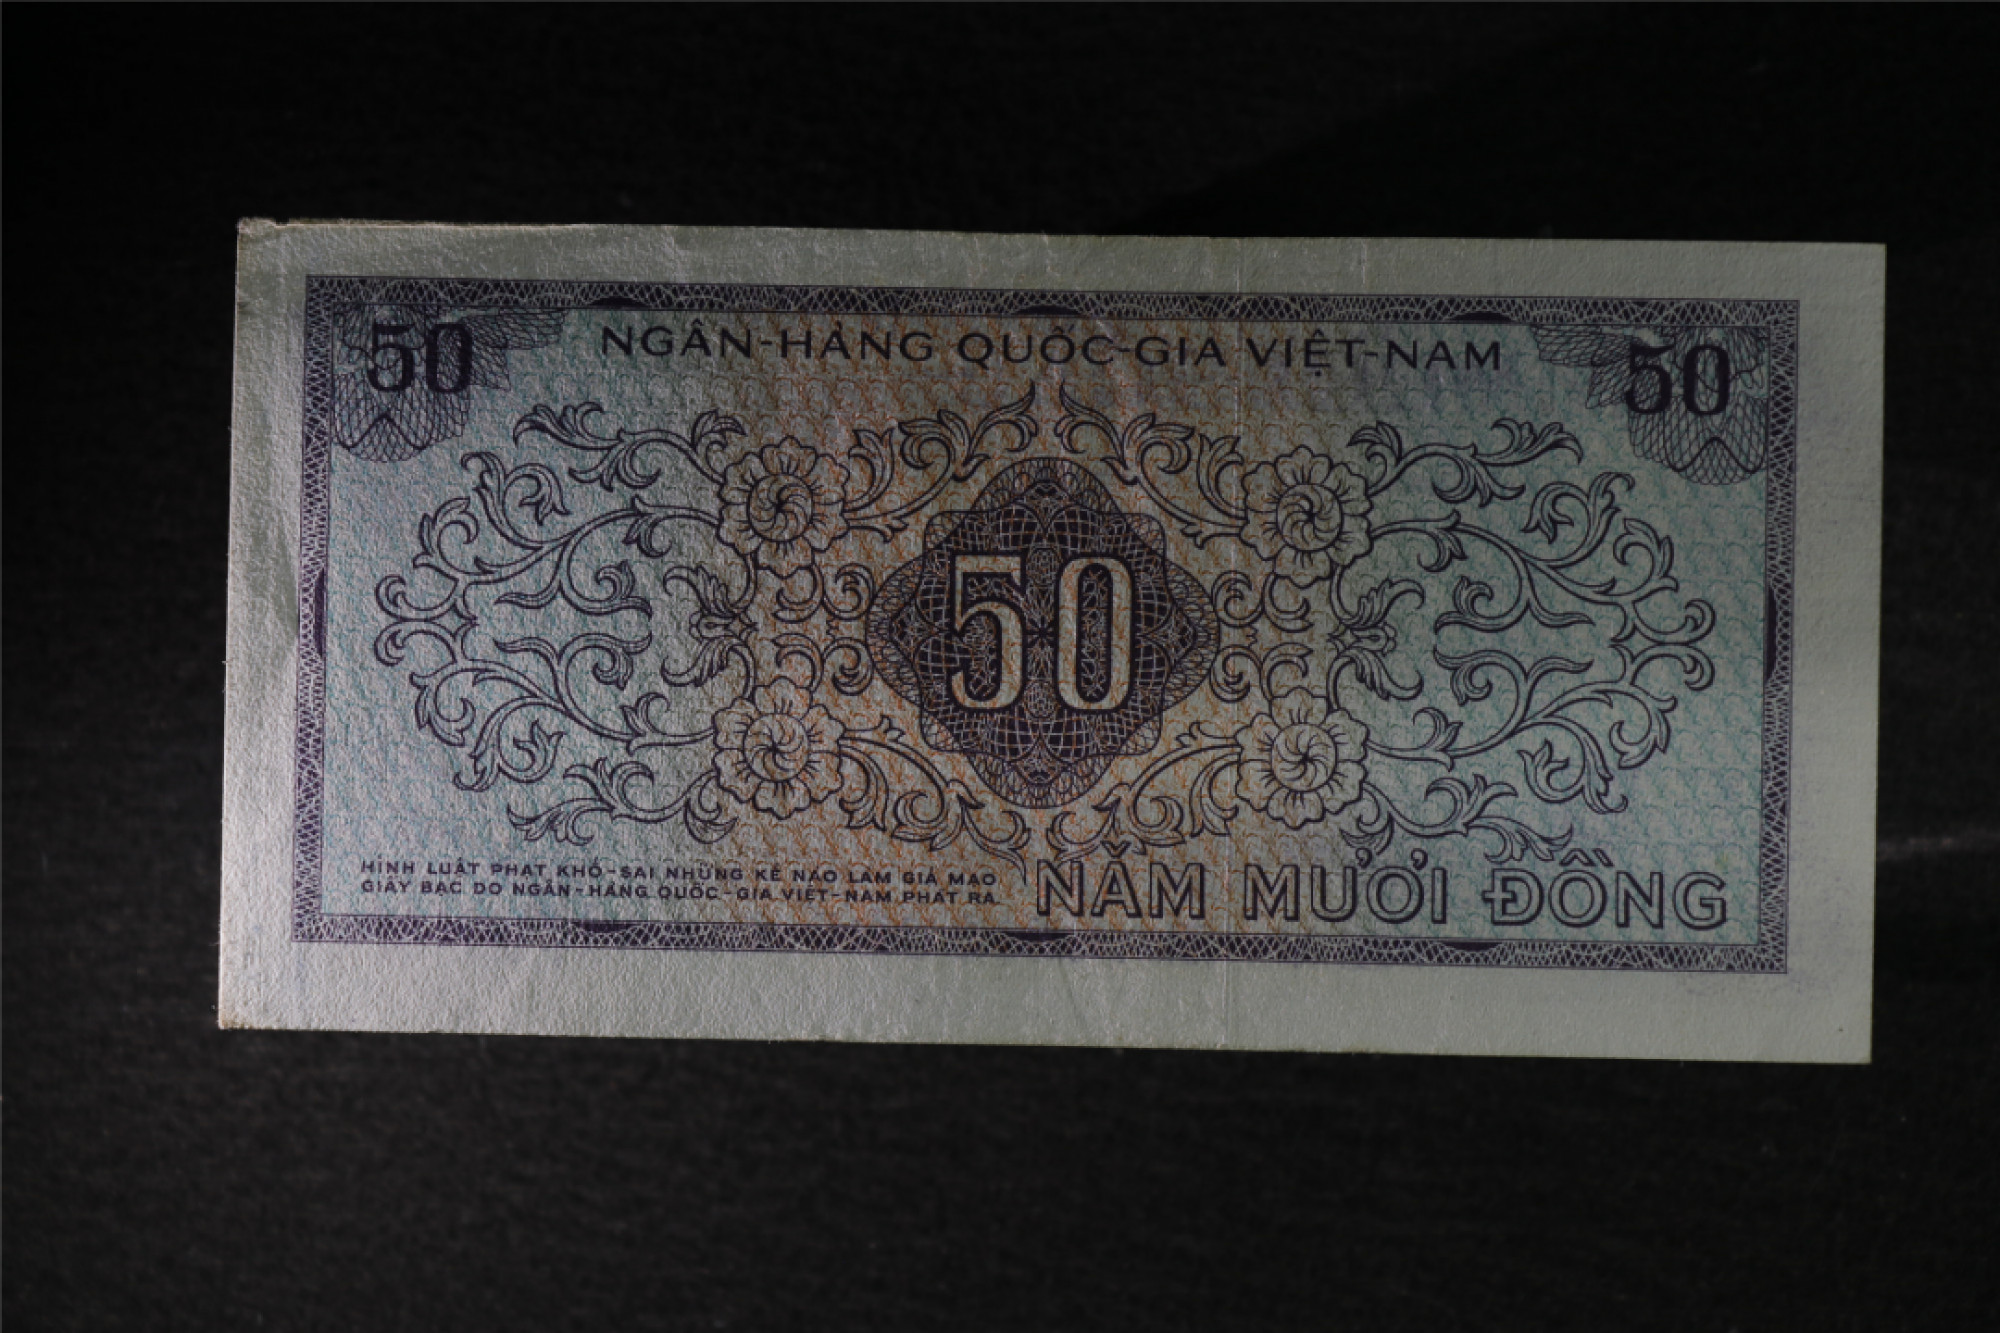 50
NGÂN-HÀNG QUỐC-GIA VIỆT-NAM
50
50
HÌNH LUẬT PHẠT KHỔ-SAI NHỮNG KẺ NÀO LÀM GIẢ MẠO
GIẤY BẠC DO NGÂN-HÀNG QUỐC-GIA VIỆT-NAM PHÁT RA
NĂM MƯƠI ĐỒNG